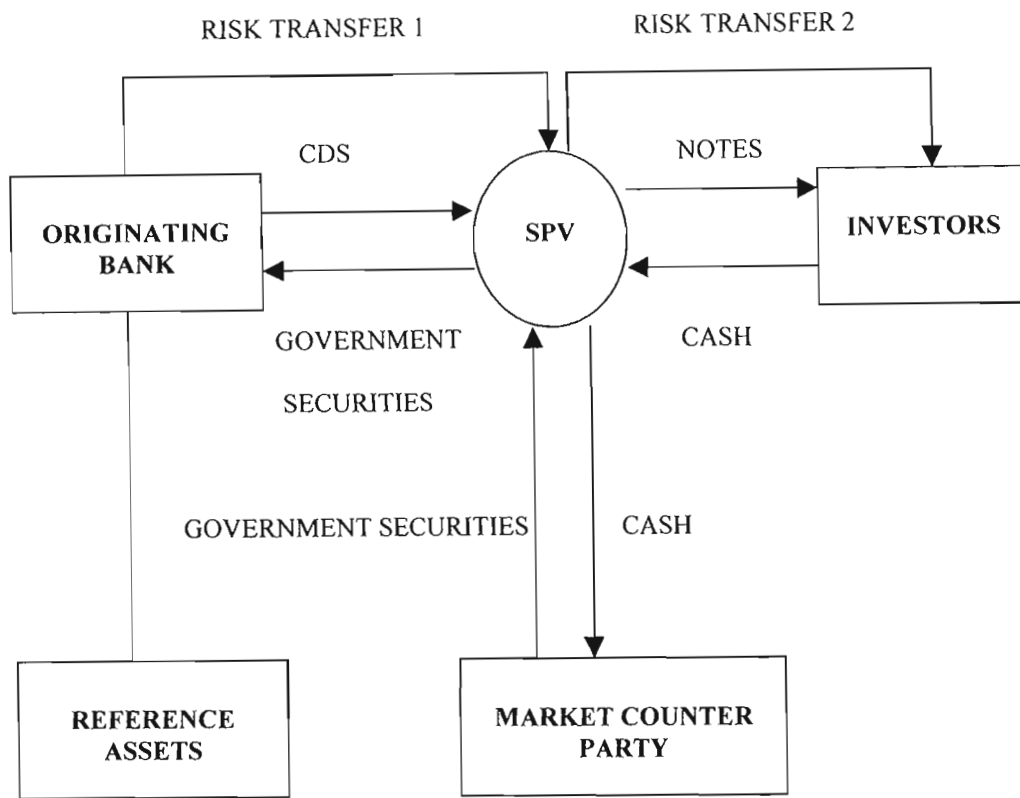 RISK TRANSFER 1
RISK TRANSFER 2
CDS
NOTES
ORIGINATING
BANK
SPV
INVESTORS
GOVERNMENT
SECURITIES
CASH
GOVERNMENT SECURITIES
CASH
REFERENCE
ASSETS
MARKET COUNTER
PARTY